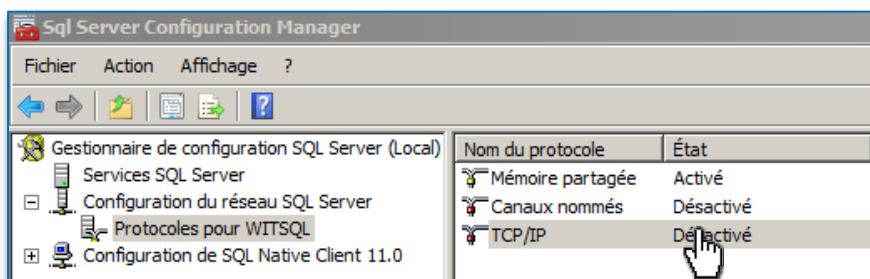 Sql Server Configuration Manager
Fichier Action Affichage ?
Gestionnaire de configuration SQL Server (Local)
Services SQL Server
Configuration du réseau SQL Server
Protocoles pour WITSQL
Configuration de SQL Native Client 11.0
Nom du protocole État
Mémoire partagée Activé
Canaux nommés Désactivé
TCP/IP Désactivé